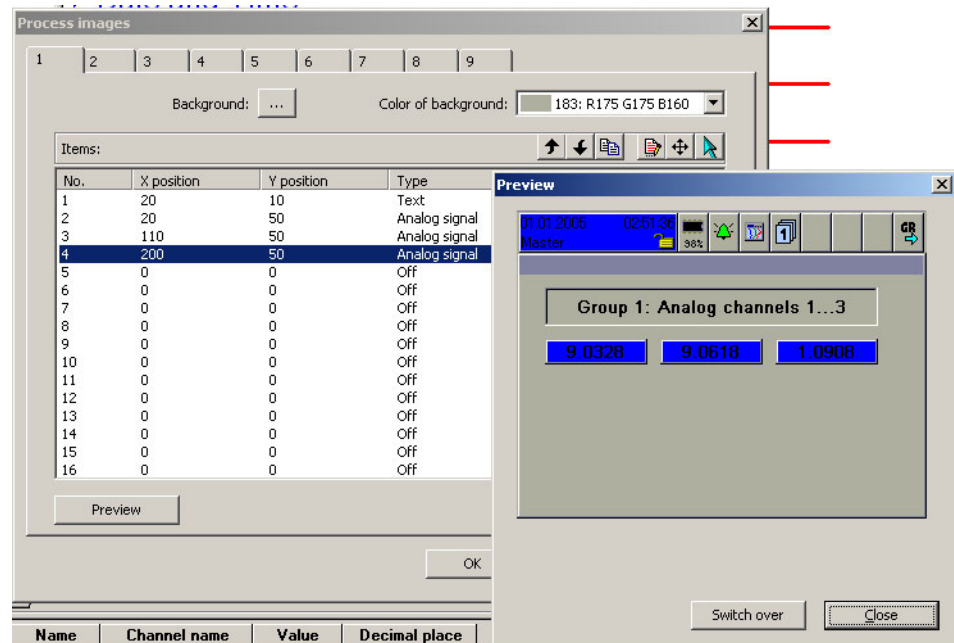 Process images
1 2 3 4 5 6 7 8 9
Background: ... Color of background: 183: R175 G175 B160
Items:
No. X position Y position Type
1 20 10 Text
2 20 50 Analog signal
3 110 50 Analog signal
4 200 50 Analog signal
5 0 0 Off
6 0 0 Off
7 0 0 Off
8 0 0 Off
9 0 0 Off
10 0 0 Off
11 0 0 Off
12 0 0 Off
13 0 0 Off
14 0 0 Off
15 0 0 Off
16 0 0 Off
Preview
OK
Name Channel name Value Decimal place
Preview
01.01.2005 02:51:36
Master 98% 1 GR
Group 1: Analog channels 1...3
9.0328 9.0618 1.0908
Switch over Close